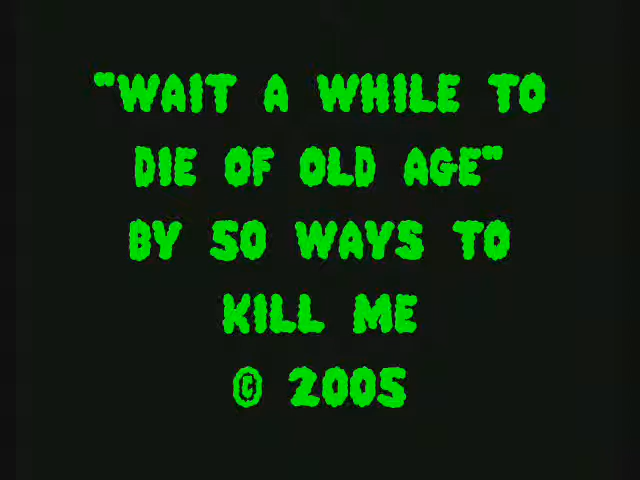 "WAIT A WHILE TO
DIE OF OLD AGE"
BY 50 WAYS TO
KILL ME
© 2005